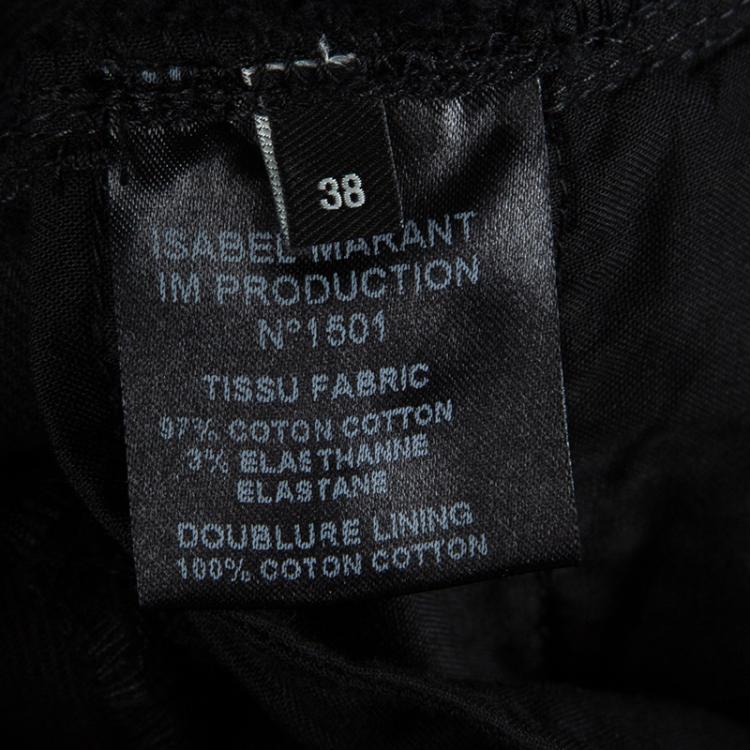 38
ISABEL MARANT
IM PRODUCTION
N°1501
TISSU FABRIC
97% COTON COTTON
3% ELASTHANNE
ELASTANE
DOUBLURE LINING
100% COTON COTTON